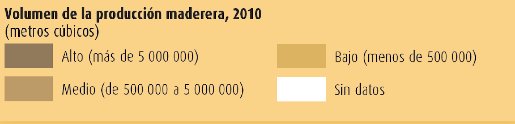 Volumen de la producción maderera, 2010
(metros cúbicos)
Alto (más de 5 000 000)
Medio (de 500 000 a 5 000 000)
Bajo (menos de 500 000)
Sin datos